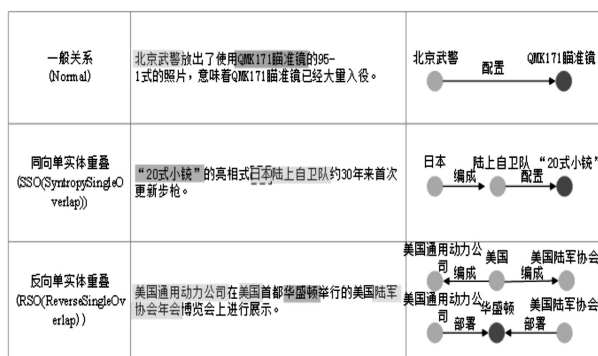 一般关系
(Normal)
北京武警放出了使用QMK171瞄准镜的95-
1式的照片，意味着QMK171瞄准镜已经大量入役。
北京武警
QMK171瞄准镜
配置
同向单实体重叠
(SSO(SyntropySingleO
verlap))
“20式小铳”的亮相式日本陆上自卫队约30年来首次
更新步枪。
日本
陆上自卫队
“20式小铳”
编成
配置
反向单实体重叠
(RSO(ReverseSingleOv
erlap))
美国通用动力公司在美国首都华盛顿举行的美国陆军
协会年会博览会上进行展示。
美国通用动力公
司
美国
美国陆军协会
编成
编成
美国通用动力公
司
华盛顿
美国陆军协会
部署
部署